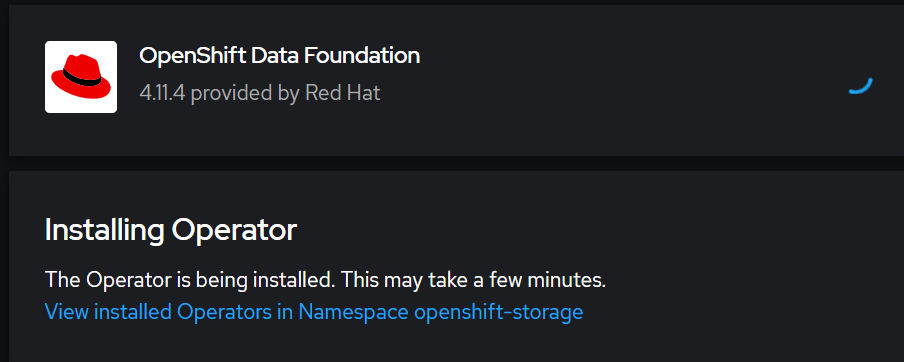 OpenShift Data Foundation
4.11.4 provided by Red Hat
Installing Operator
The Operator is being installed. This may take a few minutes.
View installed Operators in Namespace openshift-storage